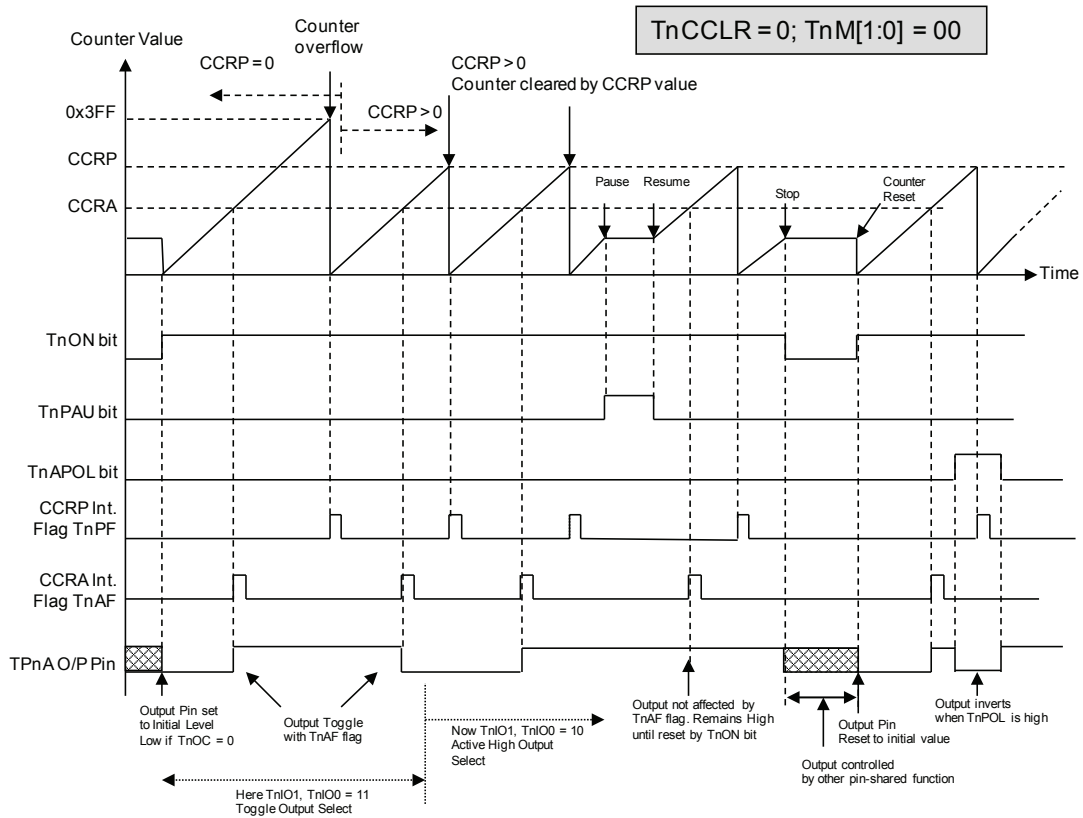 TnCCLR = 0; TnM[1:0] = 00
Counter Value
Counter
overflow
CCRP = 0
CCRP > 0
CCRP > 0
Counter cleared by CCRP value
0x3FF
CCRP
CCRA
Pause
Resume
Stop
Counter
Reset
Time
TnON bit
TnPAU bit
TnAPOL bit
CCRP Int.
Flag TnPF
CCRA Int.
Flag TnAF
TPnA O/P Pin
Output Pin set
to Initial Level
Low if TnOC = 0
Output Toggle
with TnAF flag
Now TnIO1, TnIO0 = 10
Active High Output
Select
Output not affected by
TnAF flag. Remains High
until reset by TnON bit
Output Pin
Reset to initial value
Output inverts
when TnPOL is high
Output controlled
by other pin-shared function
Here TnIO1, TnIO0 = 11
Toggle Output Select